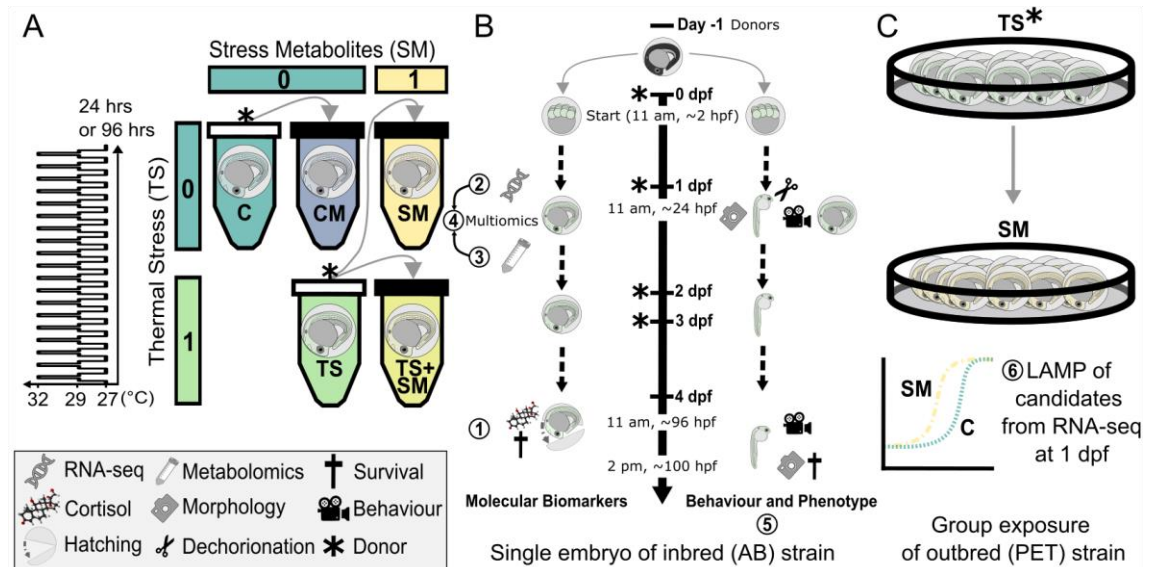 A
Stress Metabolites (SM)
0
1
24 hrs
or 96 hrs
Thermal Stress (TS)
0
1
C
CM
SM
TS
TS+
SM
32 29 27 (°C)
RNA-seq
Metabolomics
Survival
Cortisol
Morphology
Behaviour
Hatching
Dechorionation
Donor
B
Day -1 Donors
0 dpf
Start (11 am, ~2 hpf)
1 dpf
11 am, ~24 hpf
2
4 Multiomics
3
2 dpf
3 dpf
4 dpf
1
11 am, ~96 hpf
2 pm, ~100 hpf
Molecular Biomarkers
Behaviour and Phenotype
5
Single embryo of inbred (AB) strain
C
TS*
SM
SM
C
6 LAMP of
candidates
from RNA-seq
at 1 dpf
Group exposure
of outbred (PET) strain